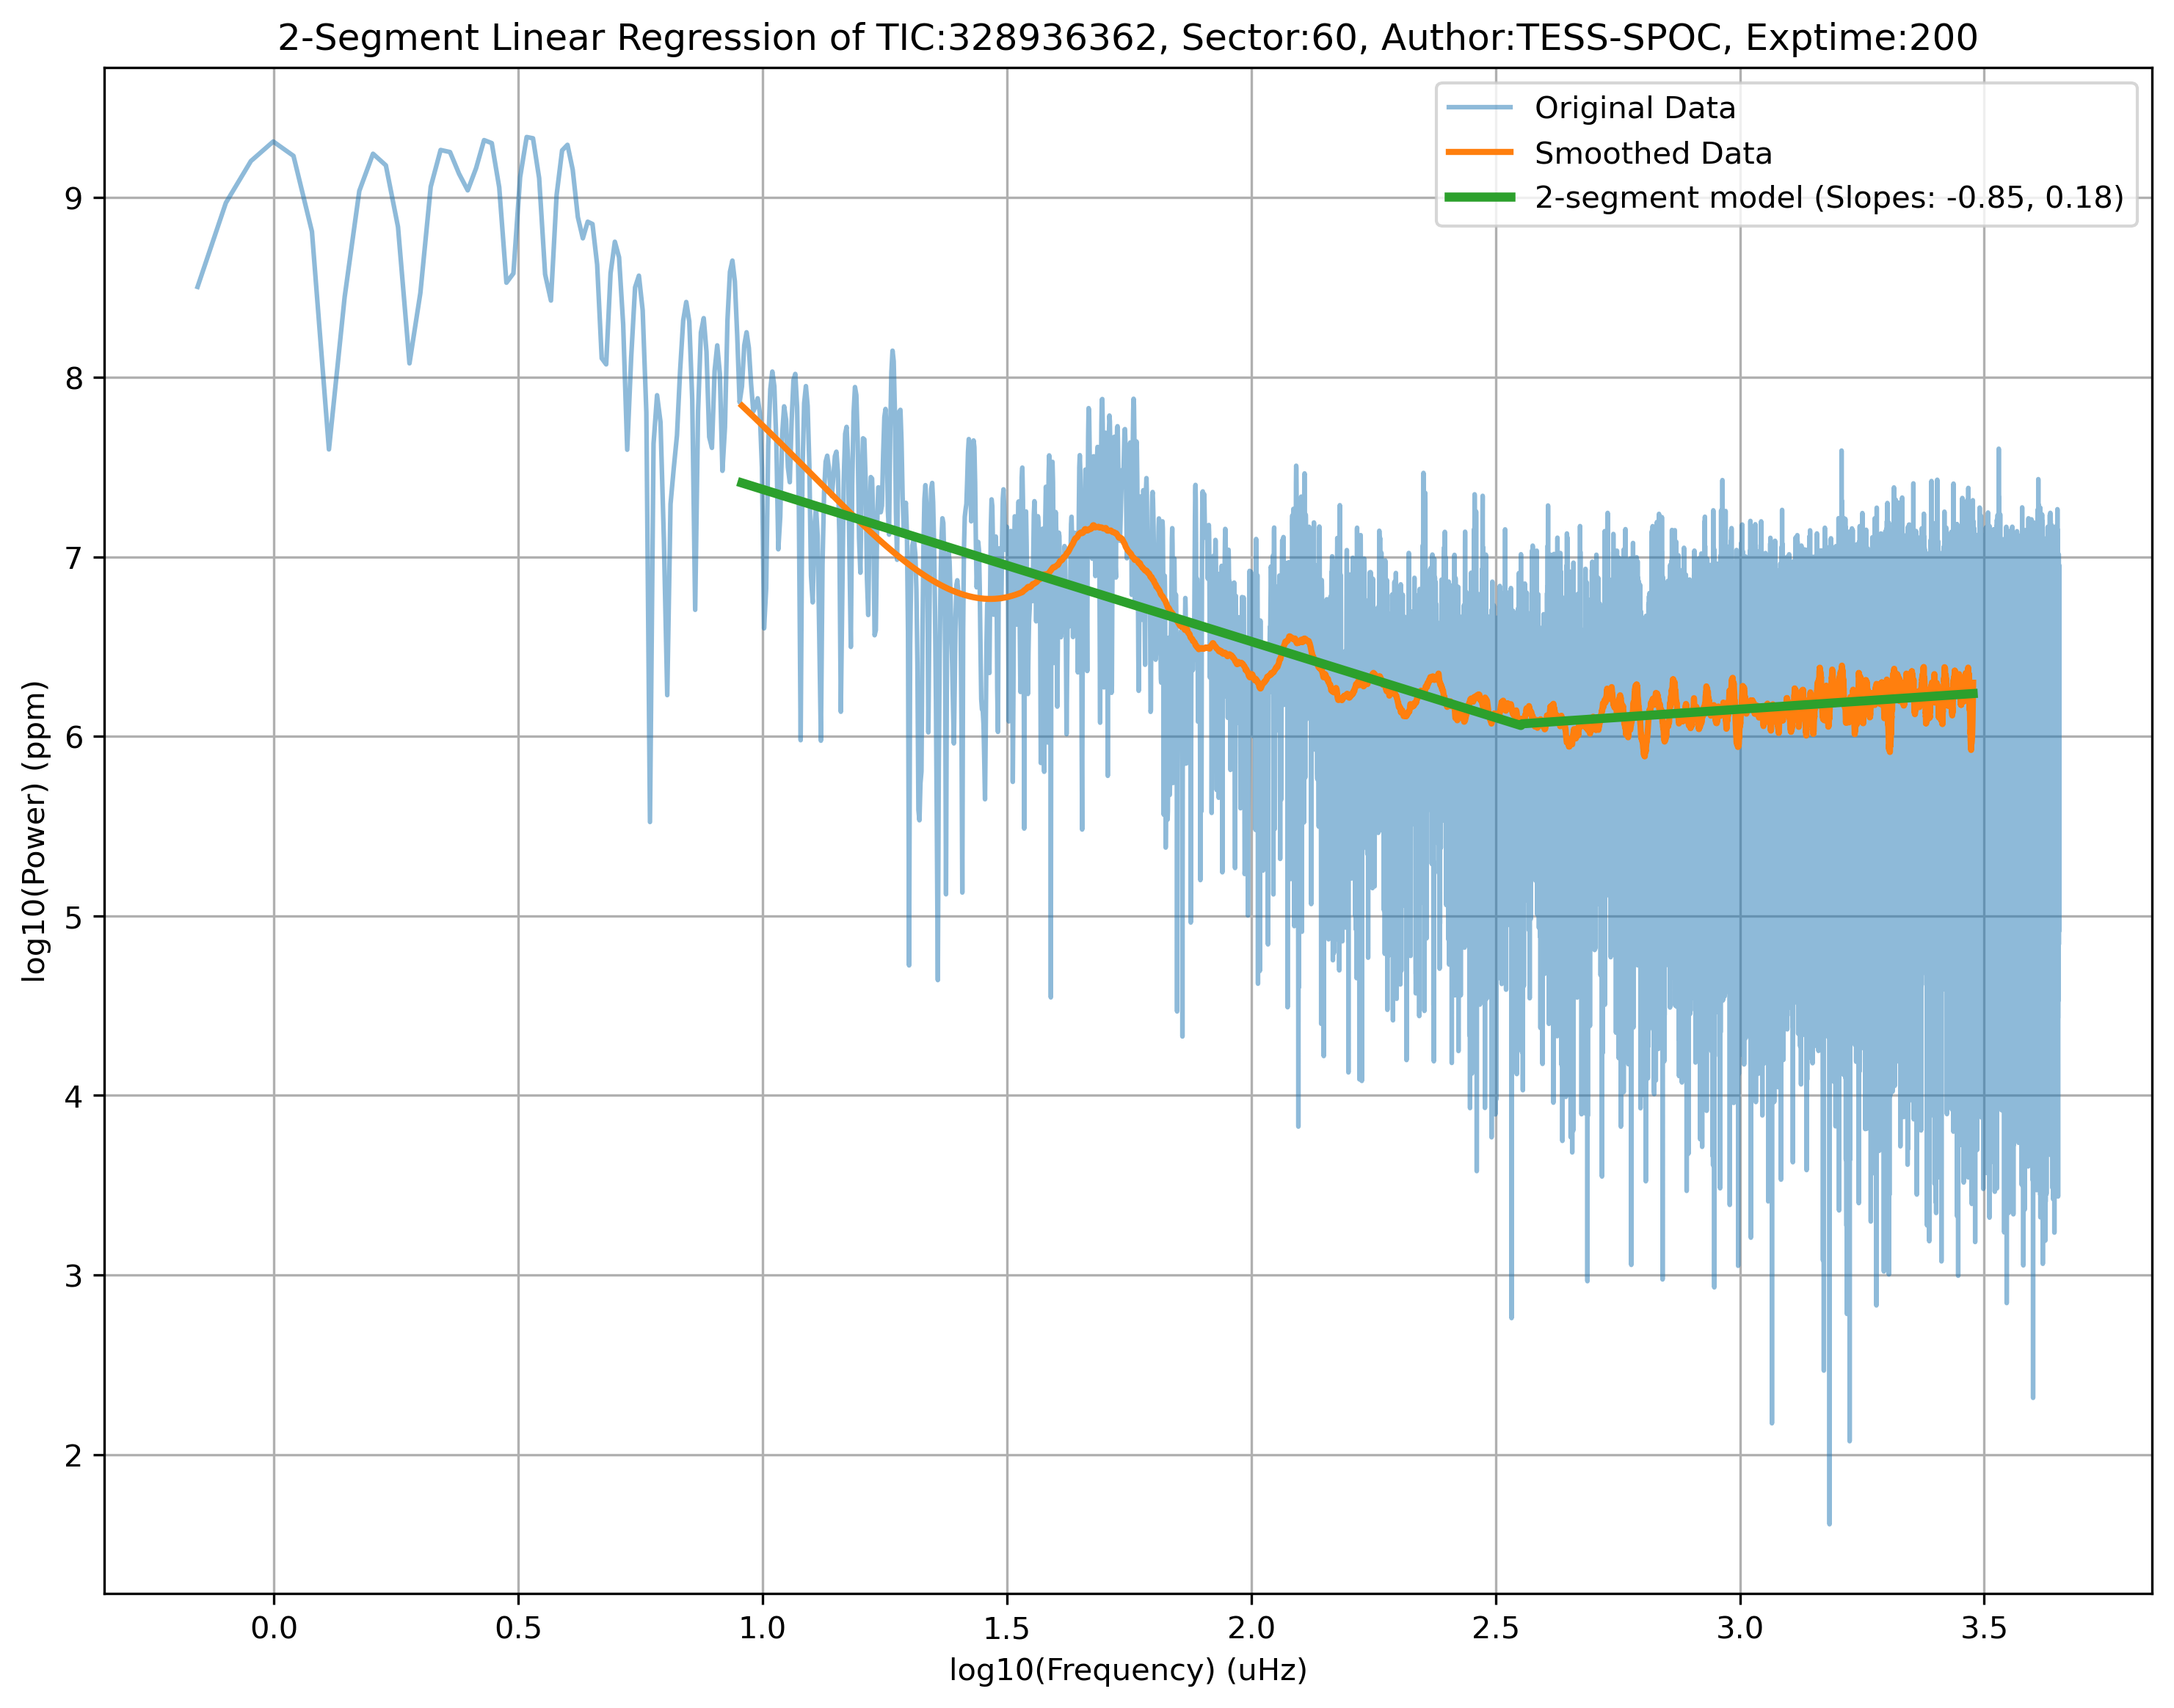 2-Segment Linear Regression of TIC:328936362, Sector:60, Author:TESS-SPOC, Exptime:200
Original Data
Smoothed Data
2-segment model (Slopes: -0.85, 0.18)
log10(Power) (ppm)
9
8
7
6
5
4
3
2
0.0 0.5 1.0 1.5 2.0 2.5 3.0 3.5
log10(Frequency) (uHz)